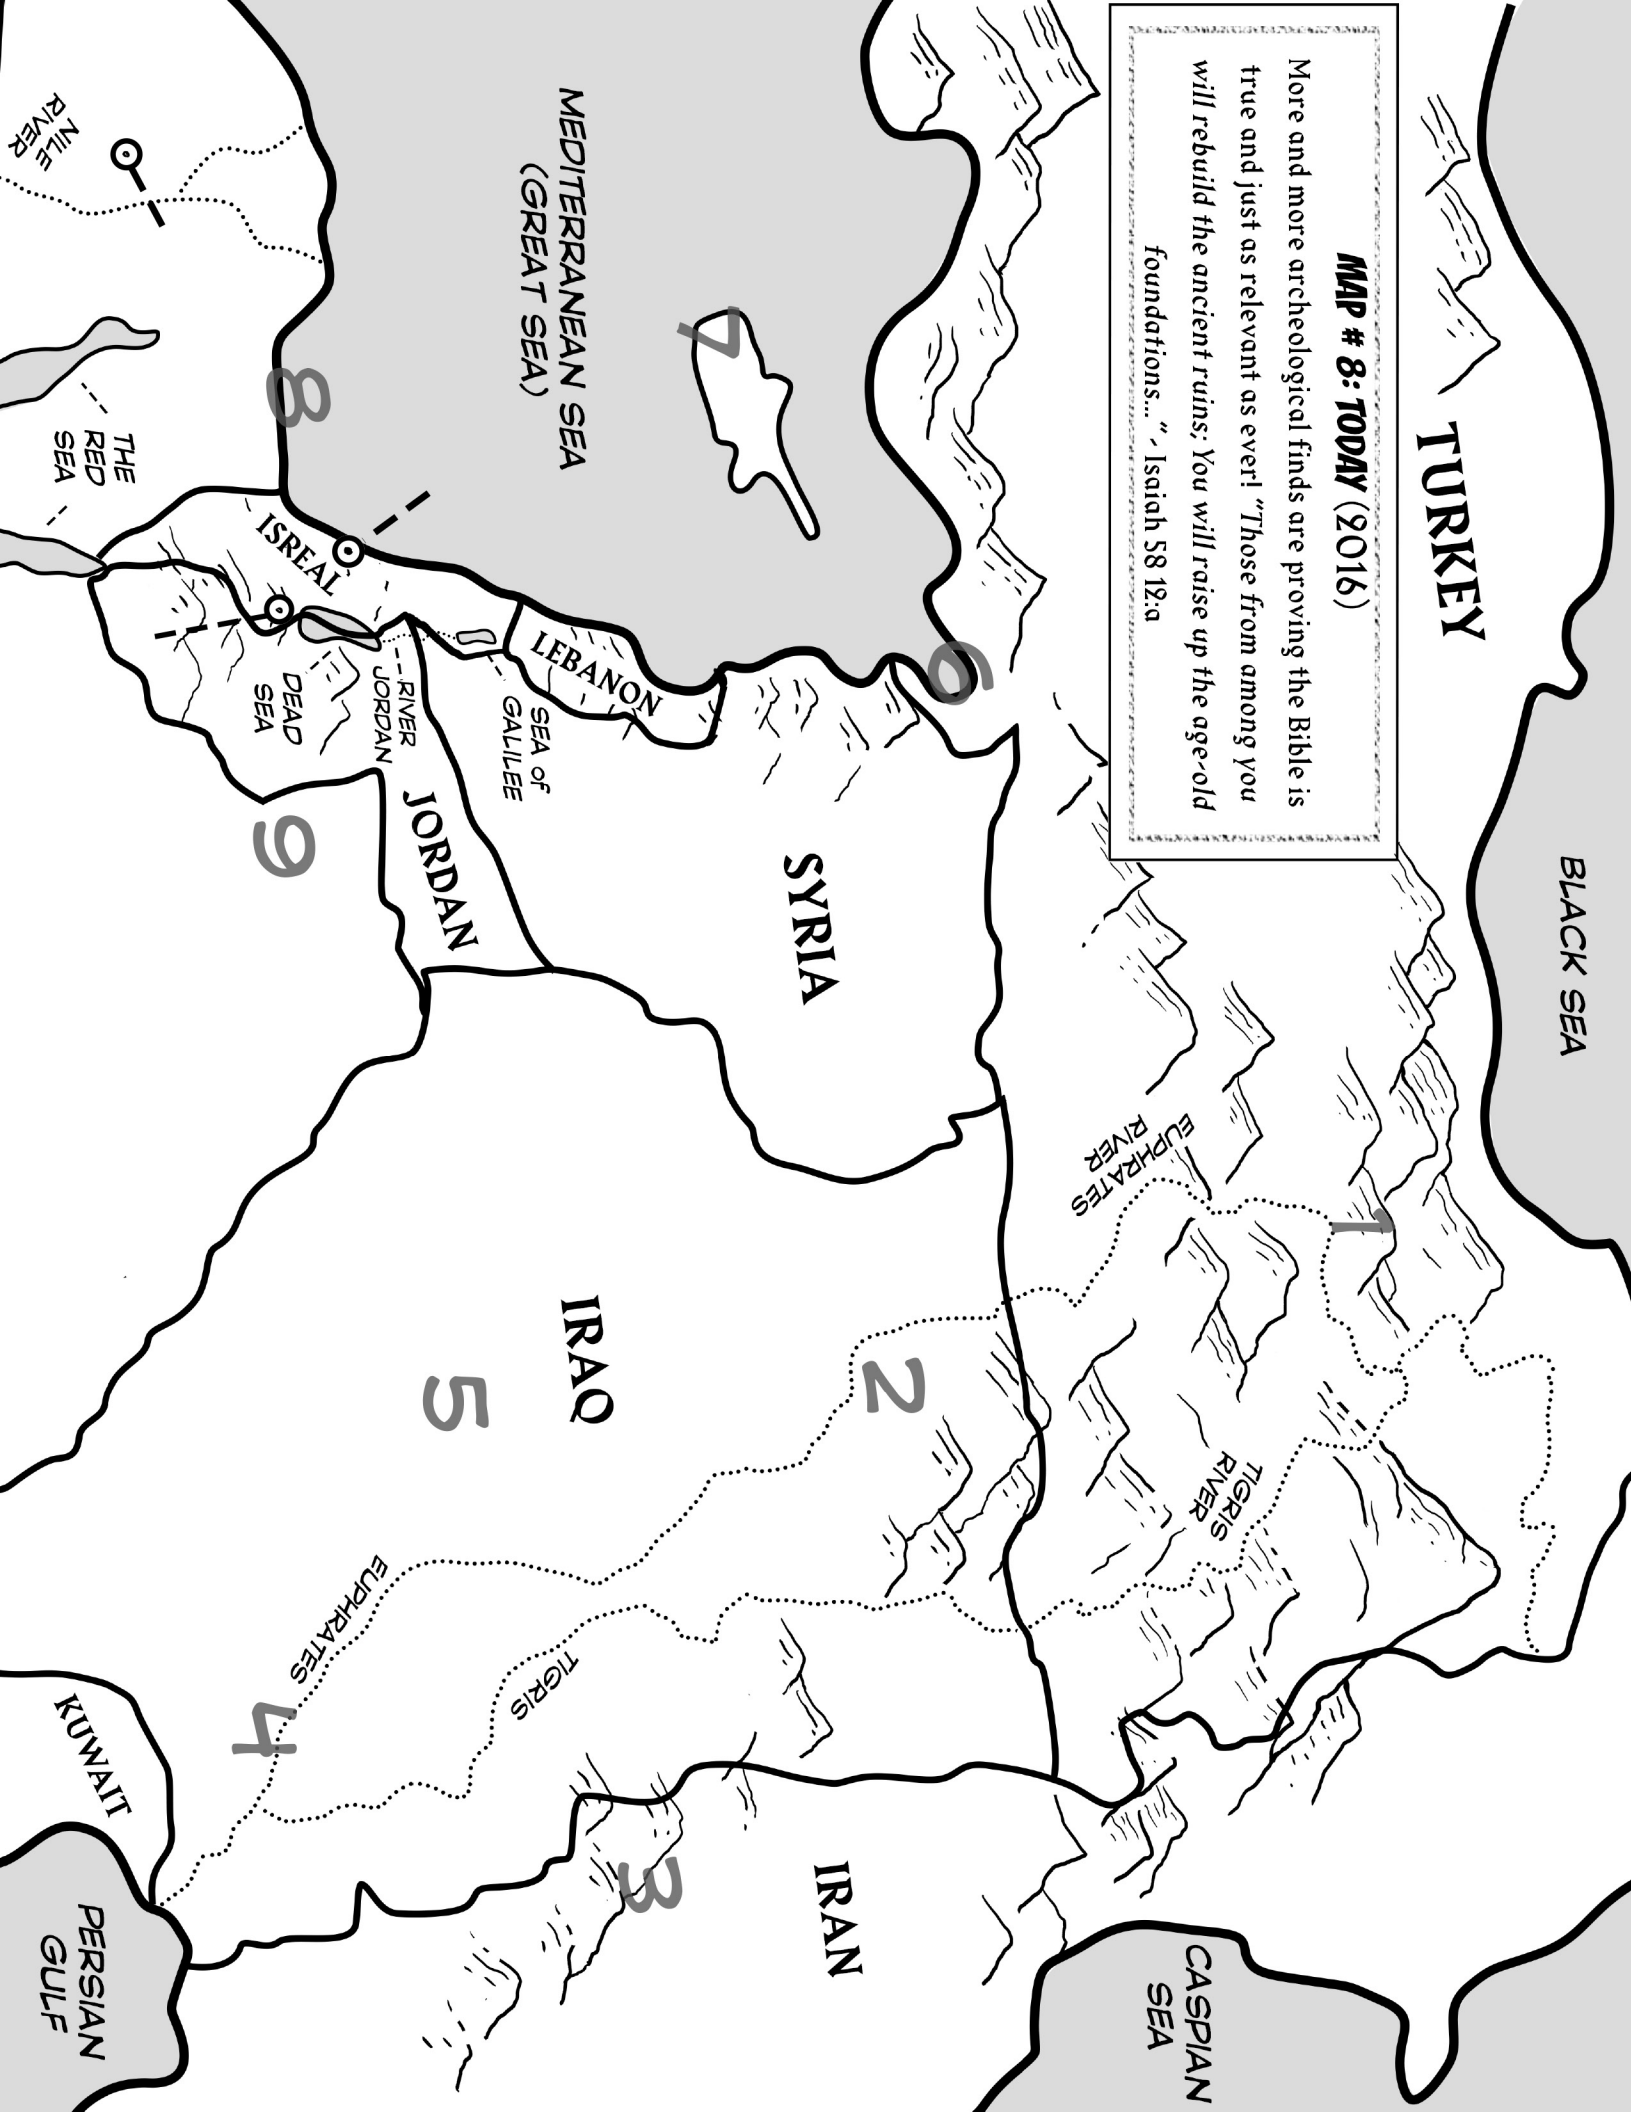 MAP # 8: TODAY (2016)
More and more archeological finds are proving the Bible is
true and just as relevant as ever! "Those from among you
will rebuild the ancient ruins; You will raise up the age-old
foundations..." - Isaiah 58 12:a
TURKEY
BLACK SEA
CASPIAN
SEA
1
EUPHRATES
RIVER
TIGRIS
RIVER
6
2
SYRIA
IRAN
7
MEDITERRANEAN SEA
(GREAT SEA)
LEBANON
SEA of
GALILEE
IRAQ
3
TIGRIS
5
JORDAN
RIVER
JORDAN
EUPHRATES
8
ISREAL
DEAD
SEA
9
4
THE
RED
SEA
NILE
RIVER
KUWAIT
PERSIAN
GULF